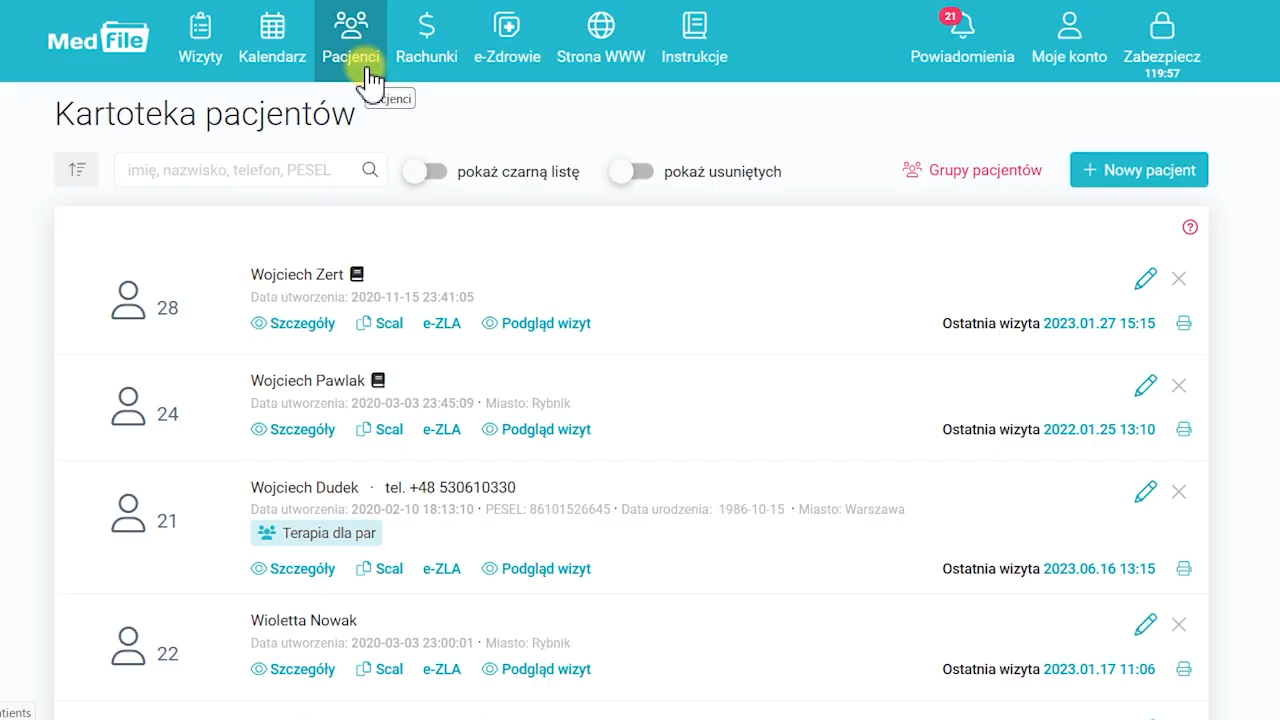 Med file
Wizyty
Kalendarz
Pacjenci
Rachunki
e-Zdrowie
Strona WWW
Instrukcje
21
Powiadomienia
Moje konto
Zabezpiecz
119:57
Kartoteka pacjentów
imię, nazwisko, telefon, PESEL
pokaż czarną listę
pokaż usuniętych
Grupy pacjentów
+ Nowy pacjent
?
28
Wojciech Zert
Data utworzenia: 2020-11-15 23:41:05
Szczegóły Scal e-ZLA Podgląd wizyt
Ostatnia wizyta 2023.01.27 15:15
24
Wojciech Pawlak
Data utworzenia: 2020-03-03 23:45:09 · Miasto: Rybnik
Szczegóły Scal e-ZLA Podgląd wizyt
Ostatnia wizyta 2022.01.25 13:10
21
Wojciech Dudek · tel. +48 530610330
Data utworzenia: 2020-02-10 18:13:10 · PESEL: 86101526645 · Data urodzenia: 1986-10-15 · Miasto: Warszawa
Terapia dla par
Szczegóły Scal e-ZLA Podgląd wizyt
Ostatnia wizyta 2023.06.16 13:15
22
Wioletta Nowak
Data utworzenia: 2020-03-03 23:00:01 · Miasto: Rybnik
Szczegóły Scal e-ZLA Podgląd wizyt
Ostatnia wizyta 2023.01.17 11:06